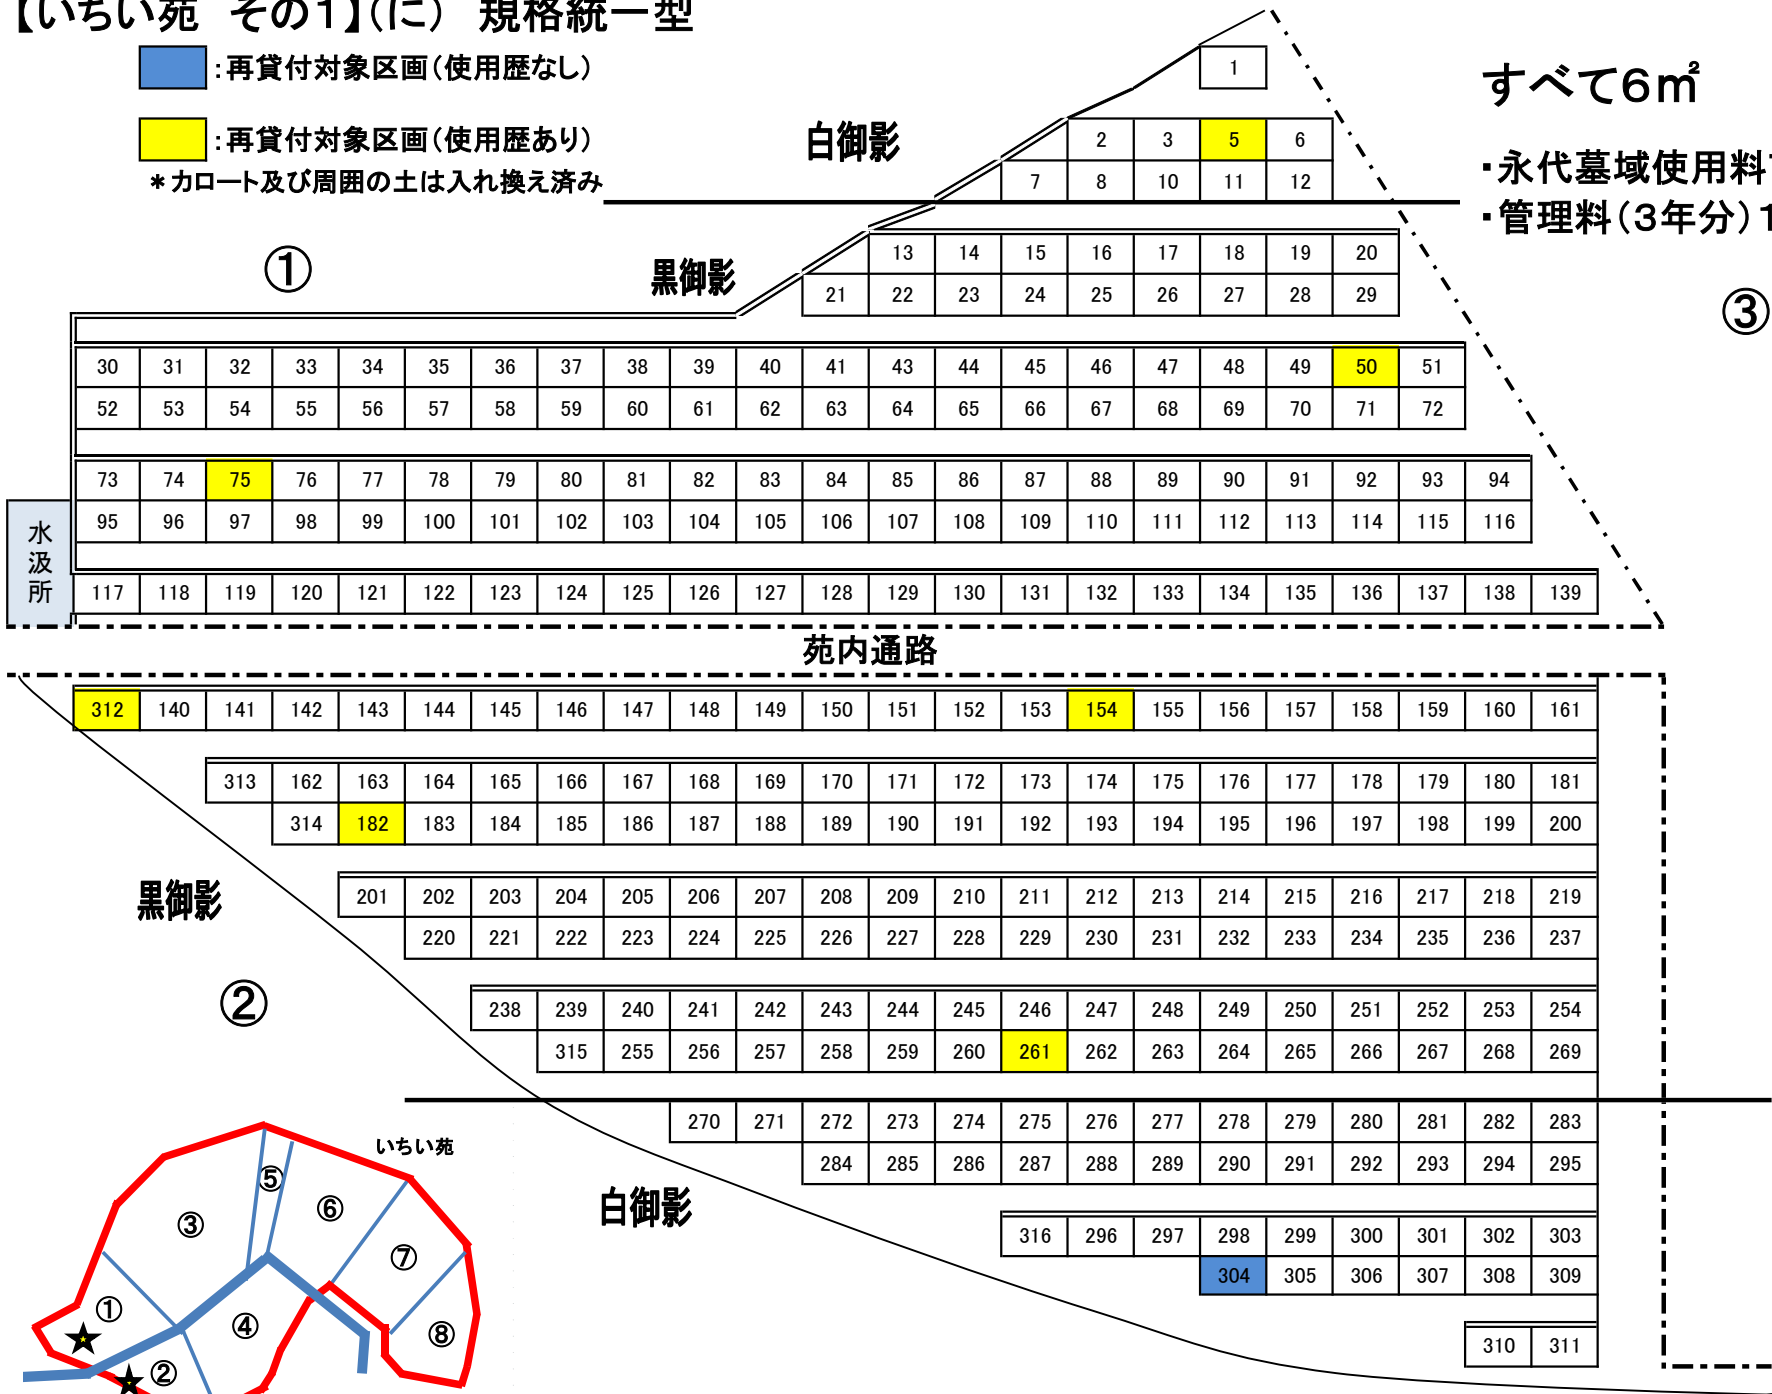 【いちい苑 その1】(に) 規格統一型
:再貸付対象区画(使用歴なし)
:再貸付対象区画(使用歴あり)
*カロート及び周囲の土は入れ換え済み
すべて6㎡
・永代墓域使用料
・管理料(3年分)1
白御影
1
2 3 5 6
7 8 10 11 12
①
黒御影
③
13 14 15 16 17 18 19 20
21 22 23 24 25 26 27 28 29
30 31 32 33 34 35 36 37 38 39 40 41 43 44 45 46 47 48 49 50 51
52 53 54 55 56 57 58 59 60 61 62 63 64 65 66 67 68 69 70 71 72
73 74 75 76 77 78 79 80 81 82 83 84 85 86 87 88 89 90 91 92 93 94
95 96 97 98 99 100 101 102 103 104 105 106 107 108 109 110 111 112 113 114 115 116
水汲所
117 118 119 120 121 122 123 124 125 126 127 128 129 130 131 132 133 134 135 136 137 138 139
苑内通路
312 140 141 142 143 144 145 146 147 148 149 150 151 152 153 154 155 156 157 158 159 160 161
313 162 163 164 165 166 167 168 169 170 171 172 173 174 175 176 177 178 179 180 181
314 182 183 184 185 186 187 188 189 190 191 192 193 194 195 196 197 198 199 200
黒御影
201 202 203 204 205 206 207 208 209 210 211 212 213 214 215 216 217 218 219
220 221 222 223 224 225 226 227 228 229 230 231 232 233 234 235 236 237
②
238 239 240 241 242 243 244 245 246 247 248 249 250 251 252 253 254
315 255 256 257 258 259 260 261 262 263 264 265 266 267 268 269
270 271 272 273 274 275 276 277 278 279 280 281 282 283
284 285 286 287 288 289 290 291 292 293 294 295
白御影
316 296 297 298 299 300 301 302 303
304 305 306 307 308 309
310 311
いちい苑
⑤
⑥
③
⑦
①
④
⑧
②